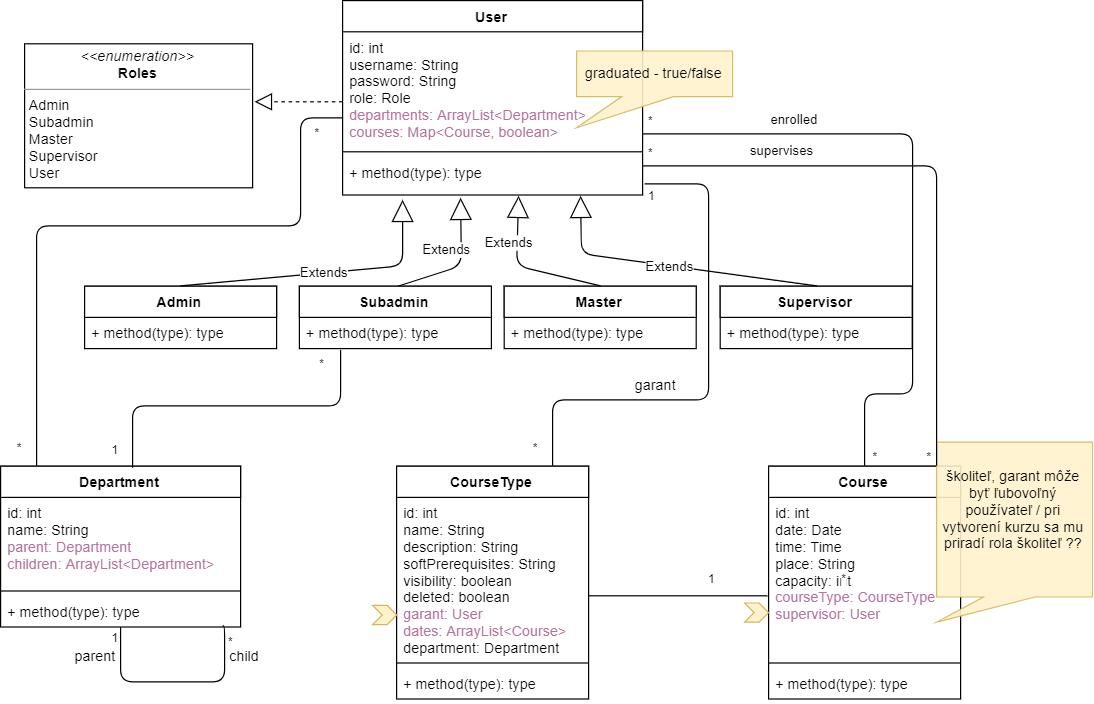 User
id: int
username: String
password: String
role: Role
departments: ArrayList<Department>
courses: Map<Course, boolean>
+ method(type): type
graduated - true/false
<<enumeration>>
Roles
Admin
Subadmin
Master
Supervisor
User
*
*
enrolled
*
supervises
1
Extends
Extends
Extends
Extends
Admin
+ method(type): type
Subadmin
+ method(type): type
Master
+ method(type): type
Supervisor
+ method(type): type
*
garant
*
1
*
*
*
Department
id: int
name: String
parent: Department
children: ArrayList<Department>
+ method(type): type
1
*
parent
child
CourseType
id: int
name: String
description: String
softPrerequisites: String
visibility: boolean
deleted: boolean
garant: User
dates: ArrayList<Course>
department: Department
+ method(type): type
1
*
Course
id: int
date: Date
time: Time
place: String
capacity: int
courseType: CourseType
supervisor: User
+ method(type): type
školiteľ, garant môže
byť ľubovoľný
používateľ / pri
vytvorení kurzu sa mu
priradí rola školiteľ ??